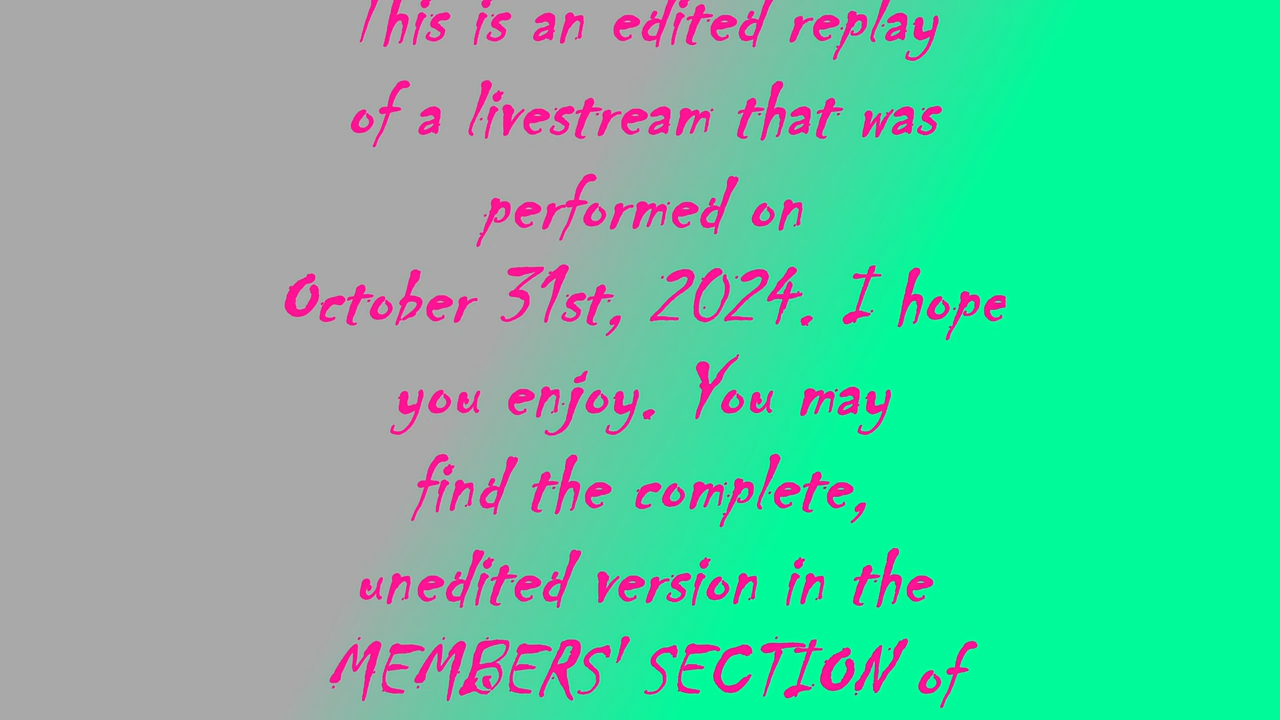 This is an edited replay
of a livestream that was
performed on
October 31st, 2024. I hope
you enjoy. You may
find the complete,
unedited version in the
MEMBERS' SECTION of